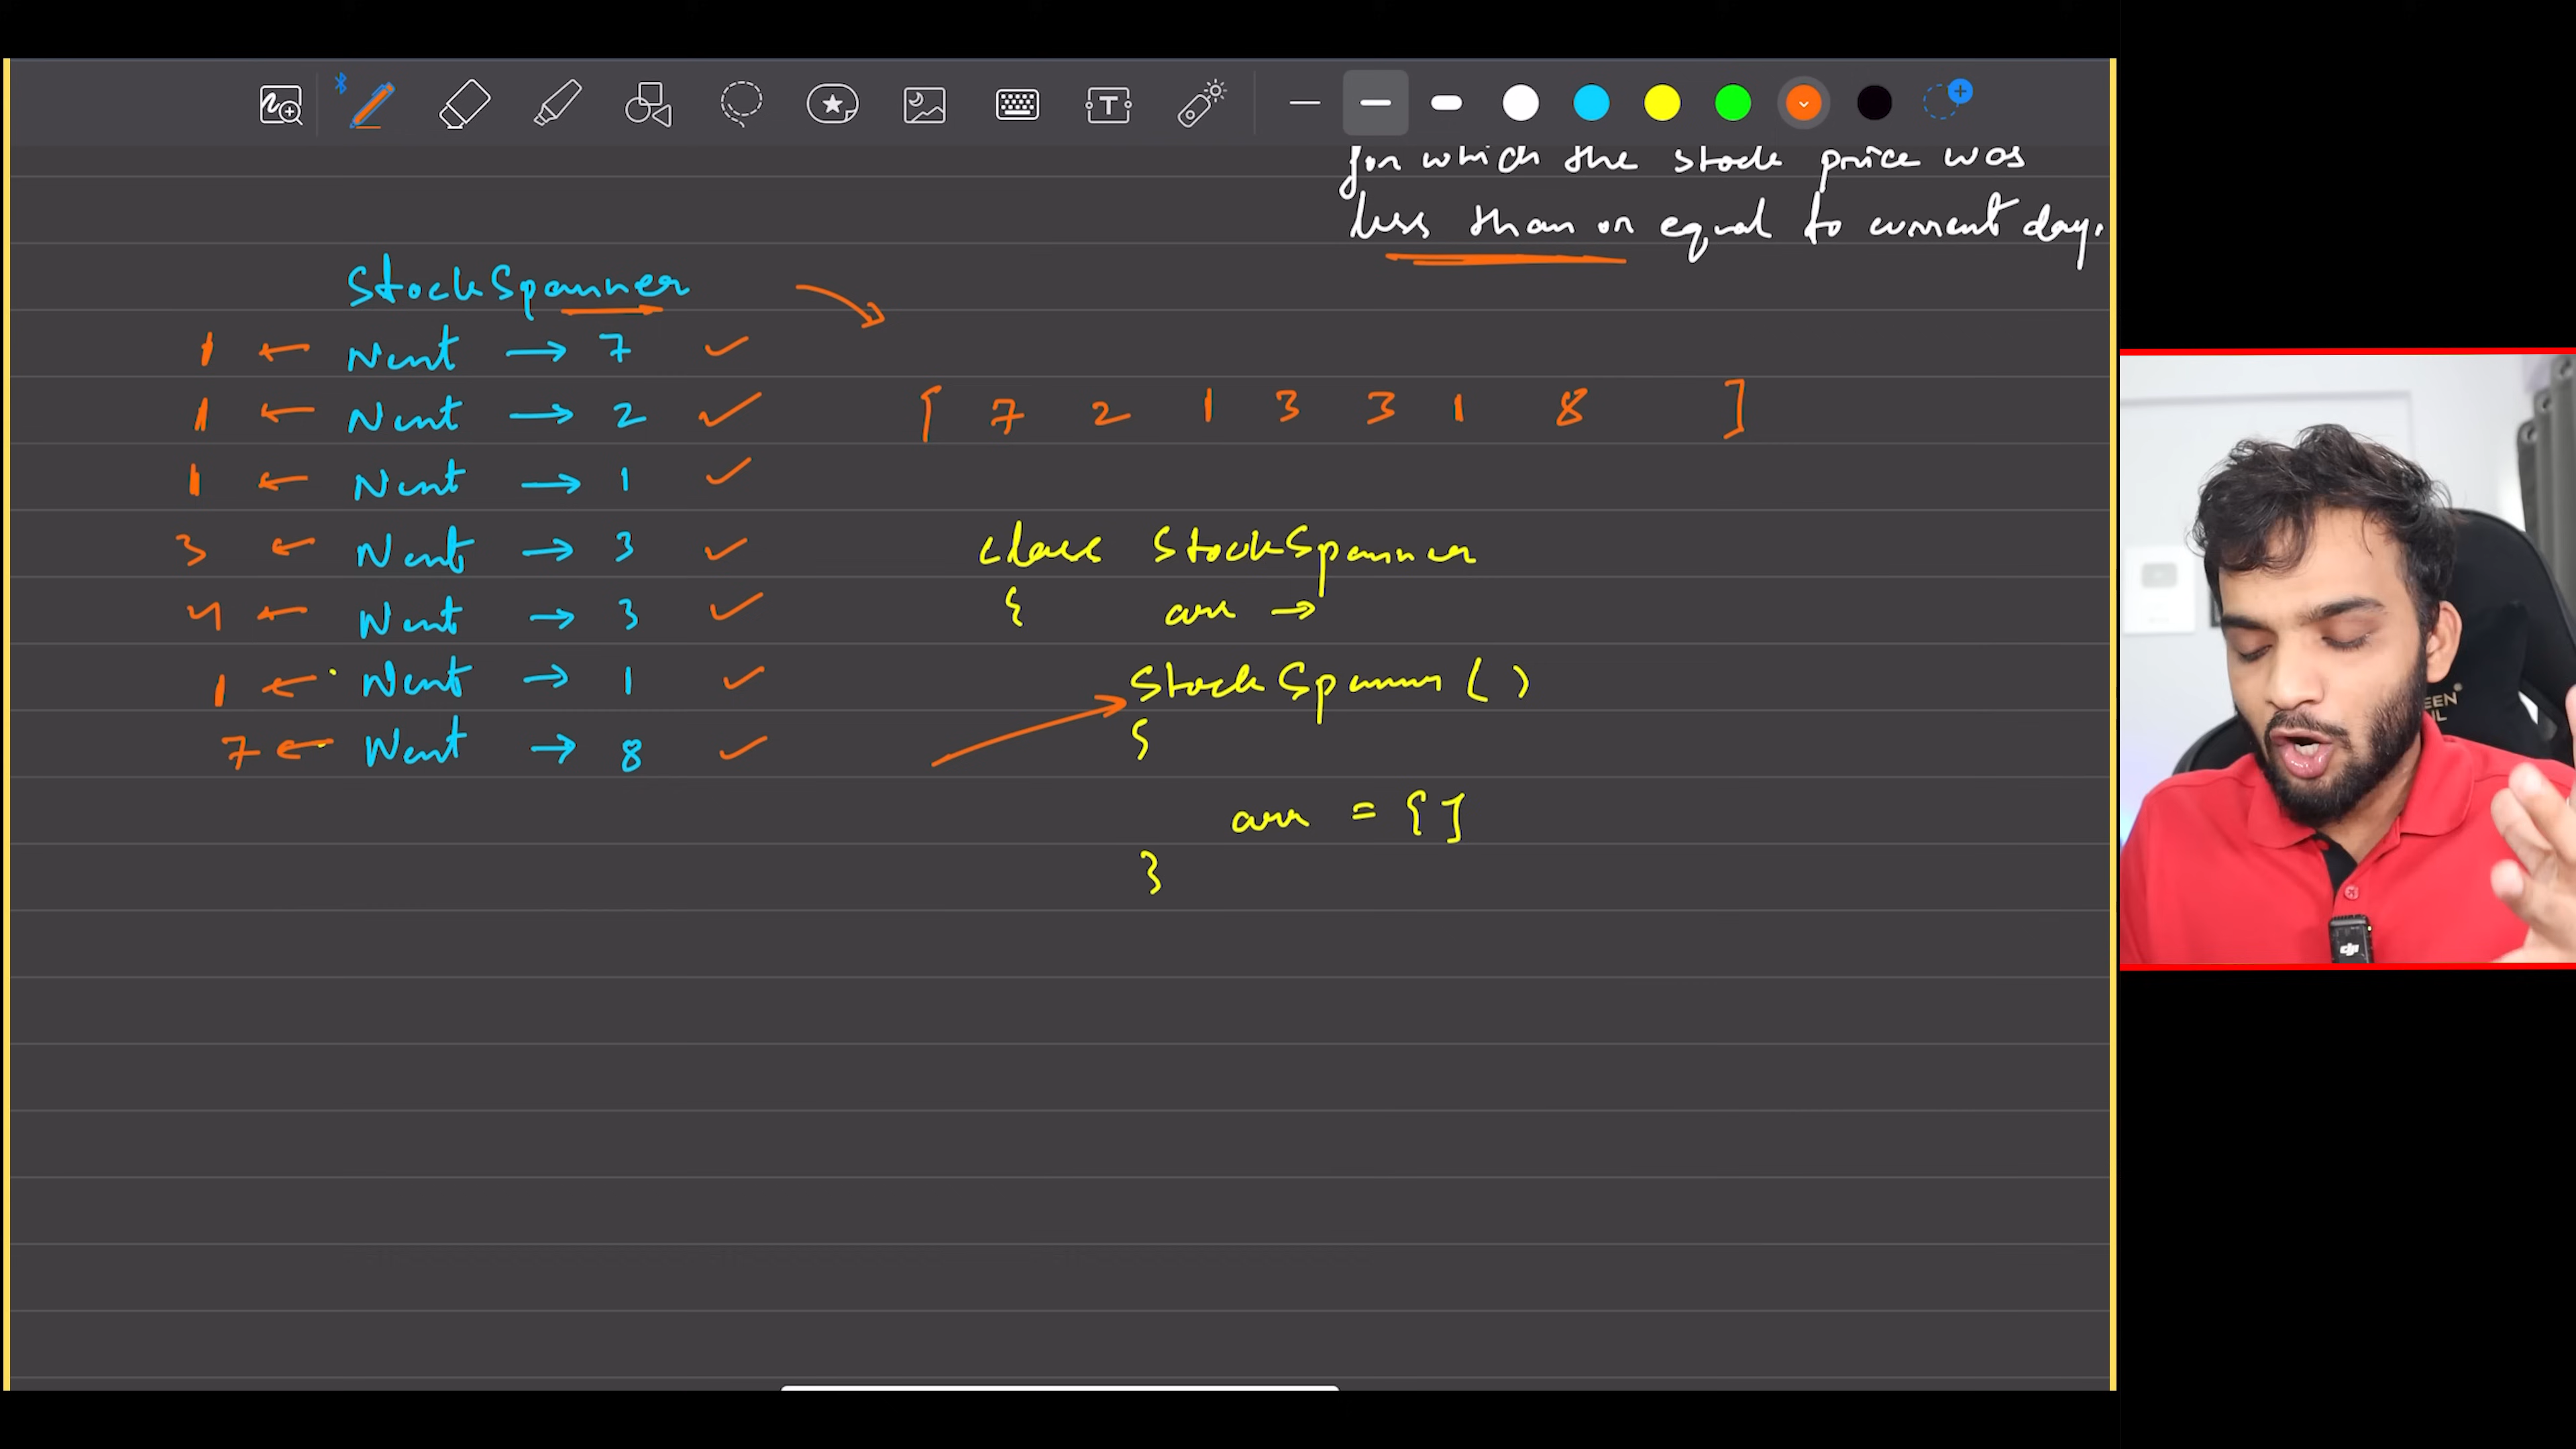 for which the stock price was
less than or equal to current day.
StockSpanner
1 ← Next → 7 ✓
1 ← Next → 2 ✓
1 ← Next → 1 ✓
3 ← Next → 3 ✓
4 ← Next → 3 ✓
1 ← Next → 1 ✓
7 ← Next → 8 ✓
[ 7 2 1 3 3 1 8 ]
class StockSpanner
{ arr →
StockSpanner ( )
{
arr = [ ]
}
T
dji